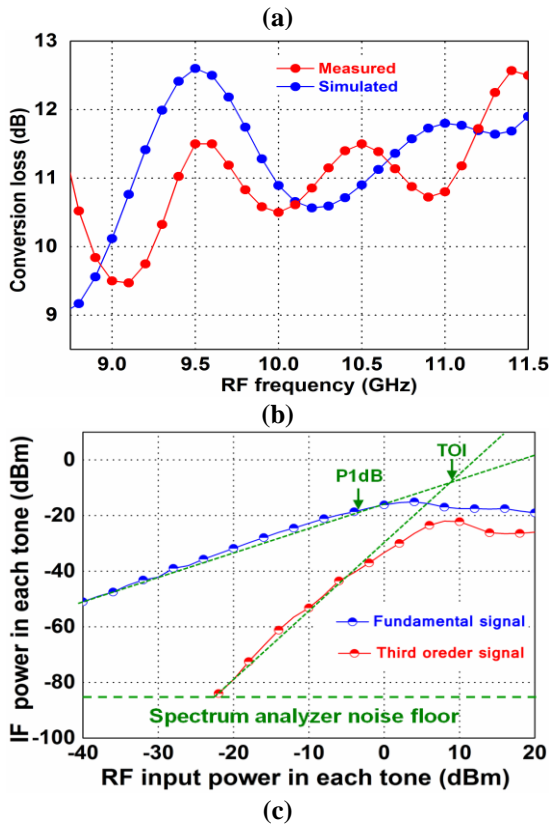 (a)
13
12
11
10
9
Conversion loss (dB)
Measured
Simulated
9.0 9.5 10.0 10.5 11.0 11.5
RF frequency (GHz)
(b)
0
-20
-40
-60
-80
-100
IF power in each tone (dBm)
P1dB
TOI
Fundamental signal
Third oreder signal
Spectrum analyzer noise floor
-40 -30 -20 -10 0 10 20
RF input power in each tone (dBm)
(c)